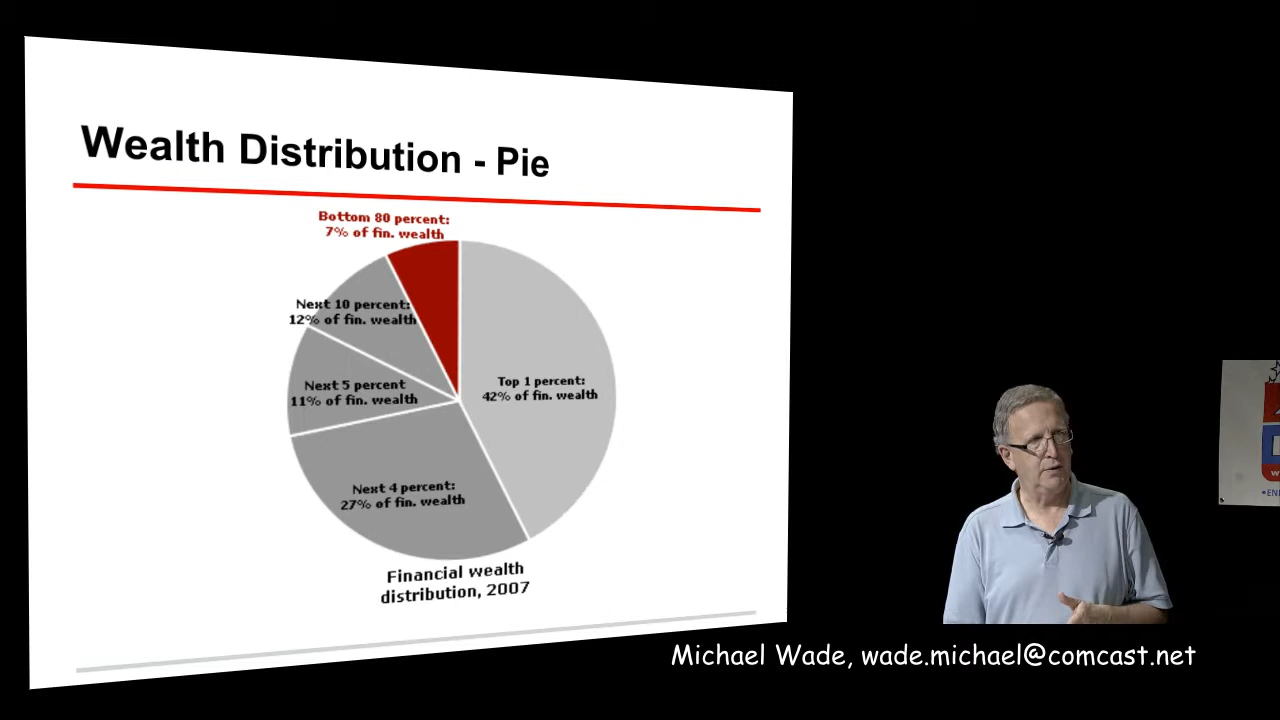 Wealth Distribution - Pie
Bottom 80 percent:
7% of fin. wealth
Next 10 percent:
12% of fin. wealth
Top 1 percent:
42% of fin. wealth
Next 5 percent
11% of fin. wealth
Next 4 percent:
27% of fin. wealth
Financial wealth
distribution, 2007
Michael Wade, wade.michael@comcast.net